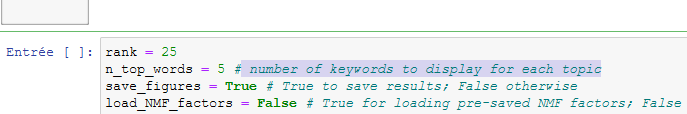 Entrée [ ]: rank = 25
n_top_words = 5 # number of keywords to display for each topic
save_figures = True # True to save results; False otherwise
load_NMF_factors = False # True for loading pre-saved NMF factors; False